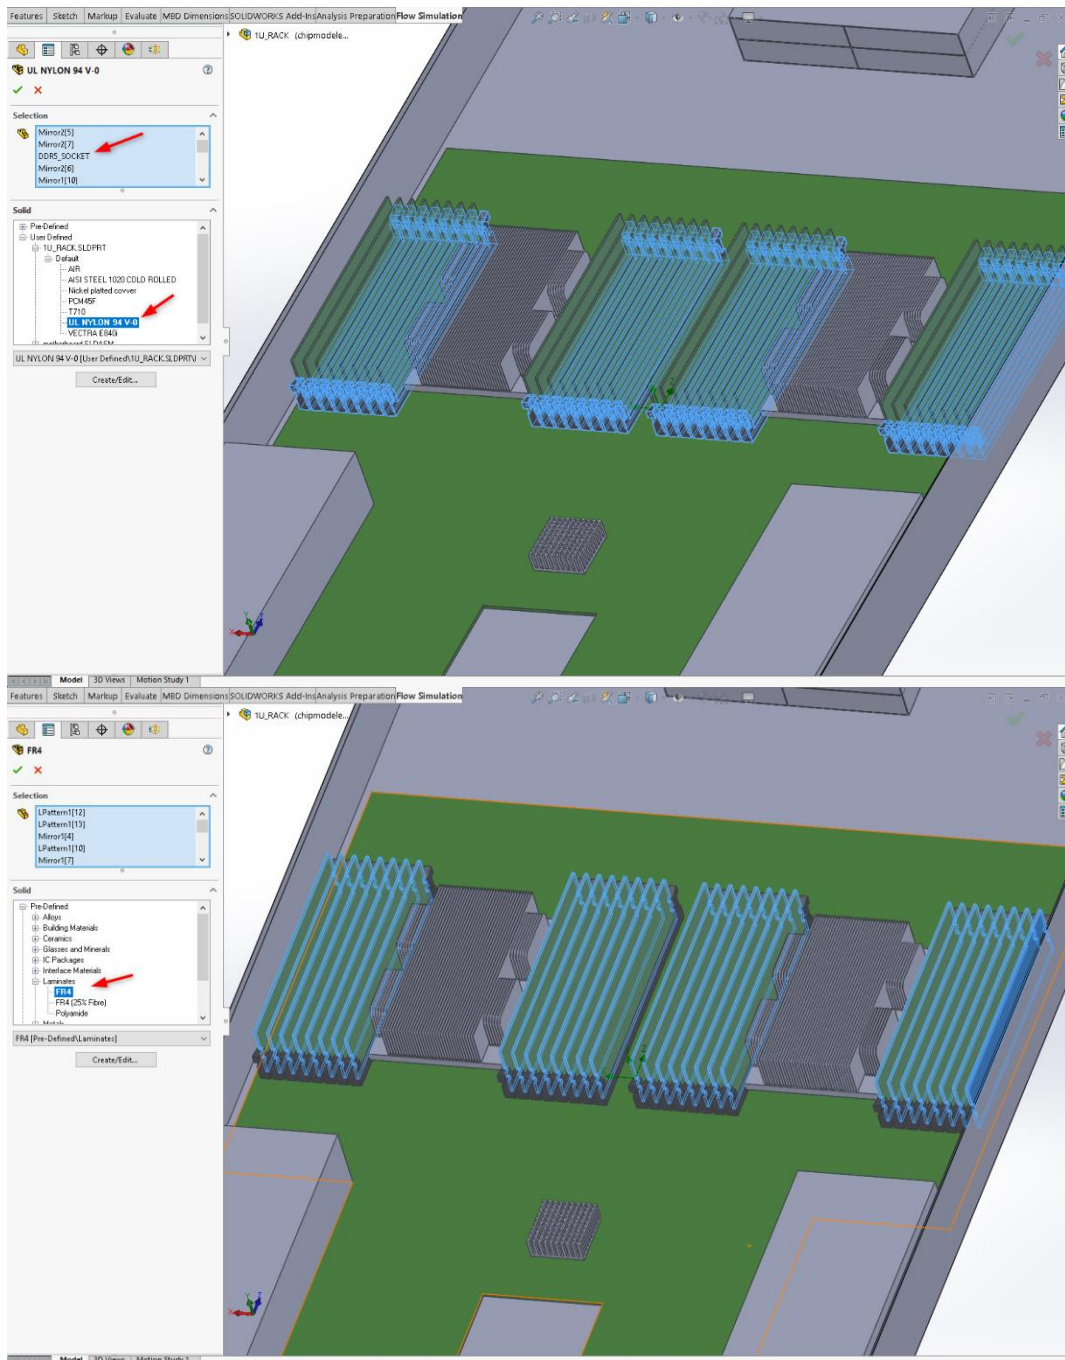 Features Sketch Markup Evaluate MBD Dimensions SOLIDWORKS Add-Ins Analysis Preparation Flow Simulation
1U_RACK (chipmodele...
UL NYLON 94 V-0
Selection
Mirror2[5]
Mirror2[7]
DDR5_SOCKET
Mirror2[6]
Mirror1[10]
Solid
Pre-Defined
User Defined
1U_RACK.SLDPRT
Default
AIR
AISI STEEL 1020 COLD ROLLED
Nickel platted covver
PCM45F
T710
UL NYLON 94 V-0
VECTRA E840i
motherboard.SLDASM
UL NYLON 94 V-0 [User Defined\1U_RACK.SLDPRT\
Create/Edit...
Model 3D Views Motion Study 1
Features Sketch Markup Evaluate MBD Dimensions SOLIDWORKS Add-Ins Analysis Preparation Flow Simulation
1U_RACK (chipmodele...
FR4
Selection
LPattern1[12]
LPattern1[13]
Mirror1[4]
LPattern1[10]
Mirror1[7]
Solid
Pre-Defined
Alloys
Building Materials
Ceramics
Glasses and Minerals
IC Packages
Interface Materials
Laminates
FR4
FR4 (25% Fibre)
Polyamide
Metals
FR4 [Pre-Defined\Laminates]
Create/Edit...
Model 3D Views Motion Study 1